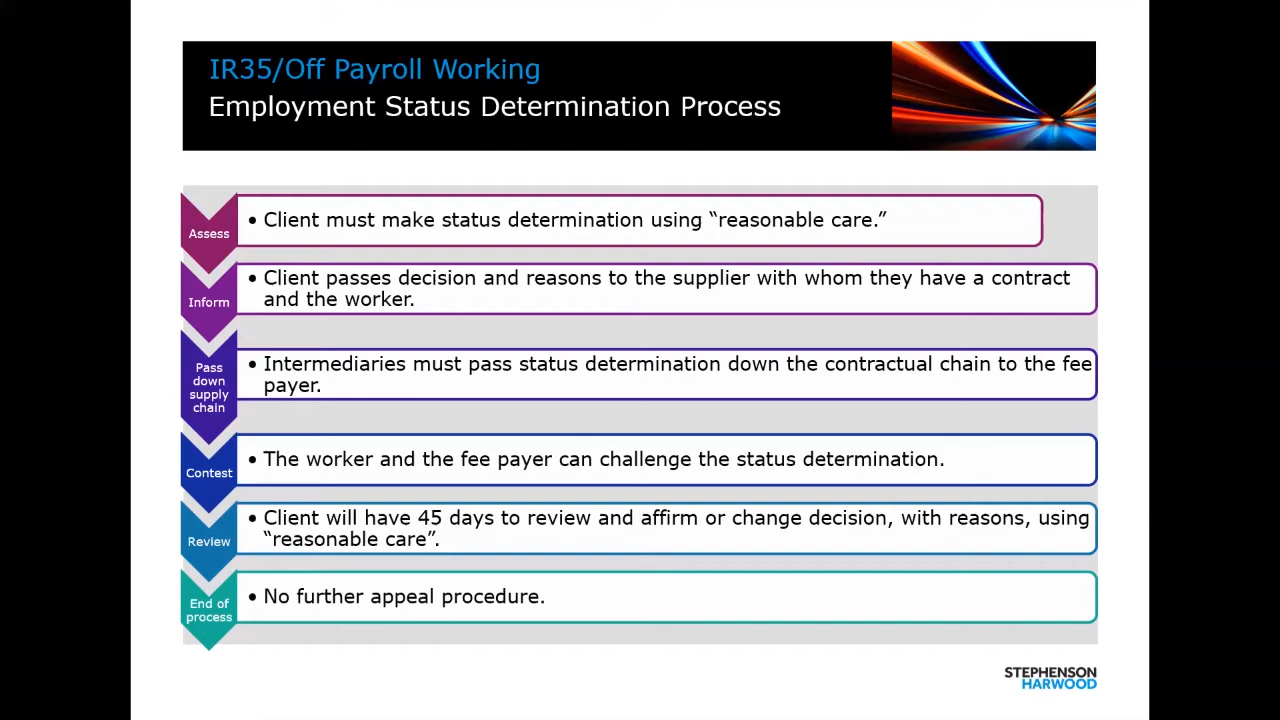 IR35/Off Payroll Working
Employment Status Determination Process
Assess
• Client must make status determination using “reasonable care.”
Inform
• Client passes decision and reasons to the supplier with whom they have a contract
and the worker.
Pass
down
supply
chain
• Intermediaries must pass status determination down the contractual chain to the fee
payer.
Contest
• The worker and the fee payer can challenge the status determination.
Review
• Client will have 45 days to review and affirm or change decision, with reasons, using
“reasonable care”.
End of
process
• No further appeal procedure.
STEPHENSON
HARWOOD